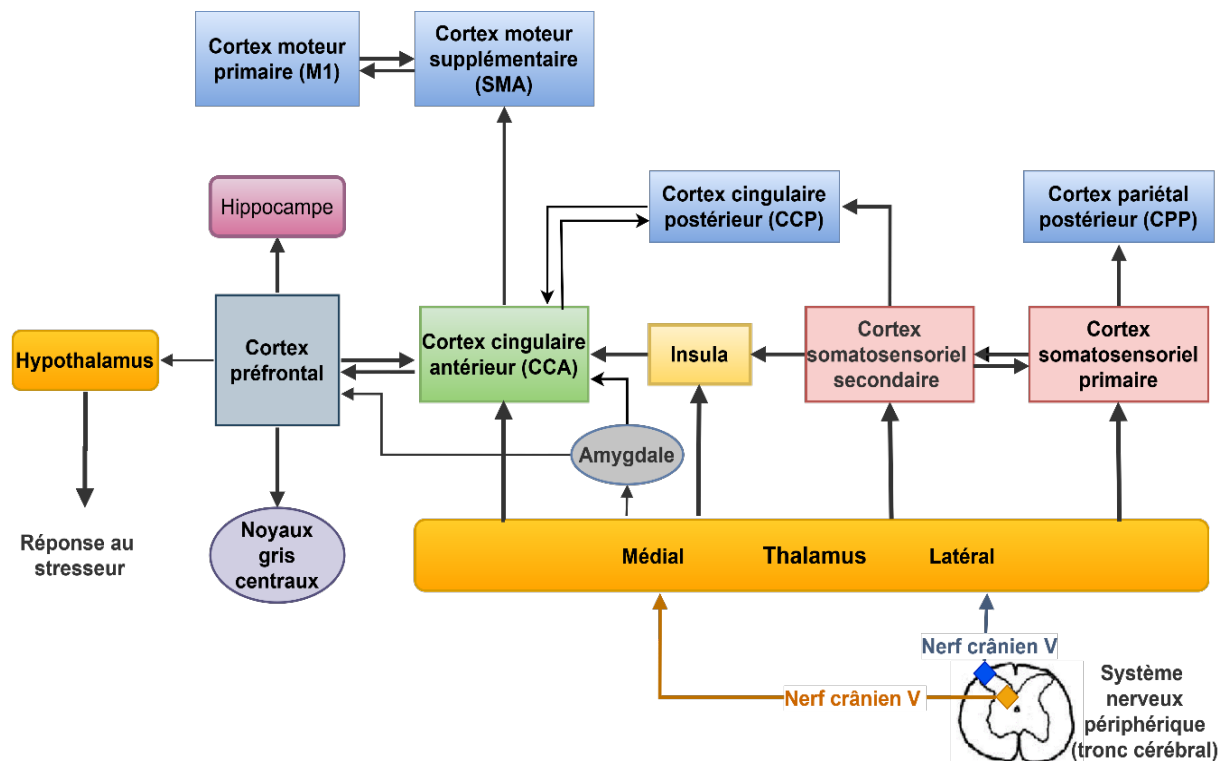 Cortex moteur
primaire (M1)
Cortex moteur
supplémentaire
(SMA)
Cortex cingulaire
postérieur (CCP)
Cortex pariétal
postérieur (CPP)
Hippocampe
Hypothalamus
Cortex
préfrontal
Cortex cingulaire
antérieur (CCA)
Insula
Cortex
somatosensoriel
secondaire
Cortex
somatosensoriel
primaire
Amygdale
Réponse au
stresseur
Noyaux
gris
centraux
Médial Thalamus Latéral
Nerf crânien V
Nerf crânien V
Système
nerveux
périphérique
(tronc cérébral)